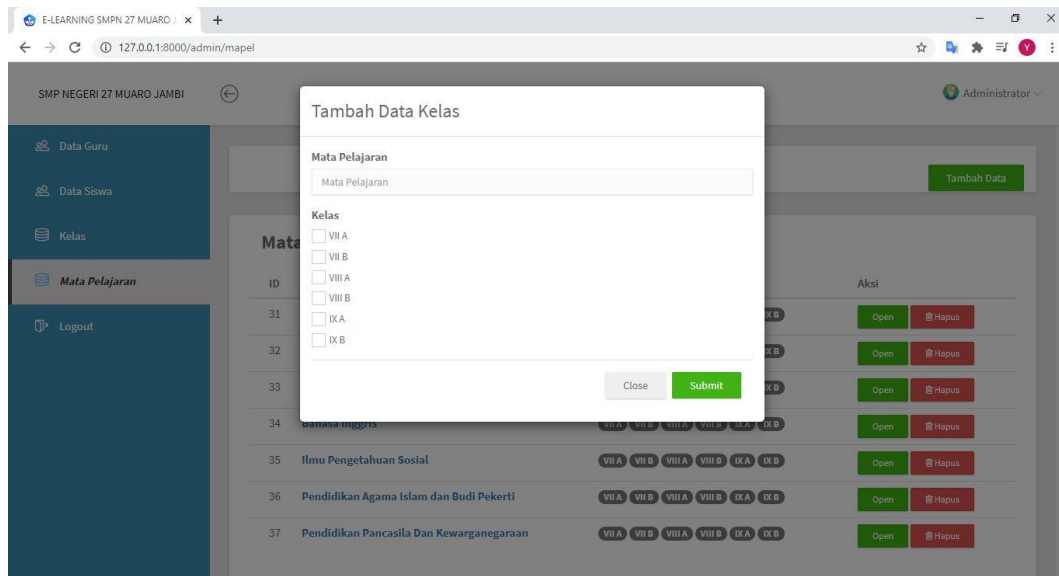 E-LEARNING SMPN 27 MUARO J
127.0.0.1:8000/admin/mapel
Y
SMP NEGERI 27 MUARO JAMBI
Administrator
Data Guru
Data Siswa
Kelas
Mata Pelajaran
Logout
Tambah Data Kelas
Mata Pelajaran
Mata Pelajaran
Kelas
VII A
VII B
VIII A
VIII B
IX A
IX B
Close Submit
Tambah Data
Mata
ID Aksi
31 IX B Open Hapus
32 IX B Open Hapus
33 IX B Open Hapus
34 Bahasa Inggris VII A VII B VIII A VIII B IX A IX B Open Hapus
35 Ilmu Pengetahuan Sosial VII A VII B VIII A VIII B IX A IX B Open Hapus
36 Pendidikan Agama Islam dan Budi Pekerti VII A VII B VIII A VIII B IX A IX B Open Hapus
37 Pendidikan Pancasila Dan Kewarganegaraan VII A VII B VIII A VIII B IX A IX B Open Hapus